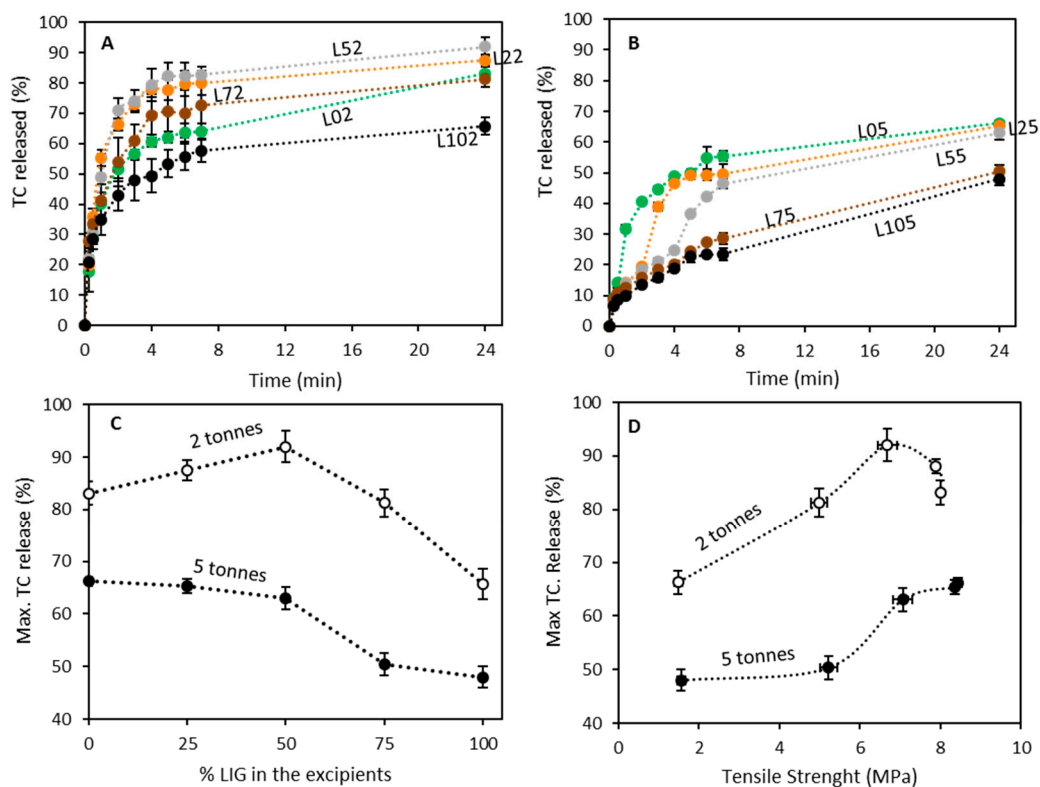 A
100
90
80
70
60
50
40
30
20
10
0
TC released (%)
L52
L22
L72
L02
L102
0 4 8 12 16 20 24
Time (min)
B
100
90
80
70
60
50
40
30
20
10
0
TC released (%)
L05
L25
L55
L75
L105
0 4 8 12 16 20 24
Time (min)
C
100
90
80
70
60
50
40
Max. TC release (%)
2 tonnes
5 tonnes
0 25 50 75 100
% LIG in the excipients
D
100
90
80
70
60
50
40
Max TC. Release (%)
2 tonnes
5 tonnes
0 2 4 6 8 10
Tensile Strenght (MPa)